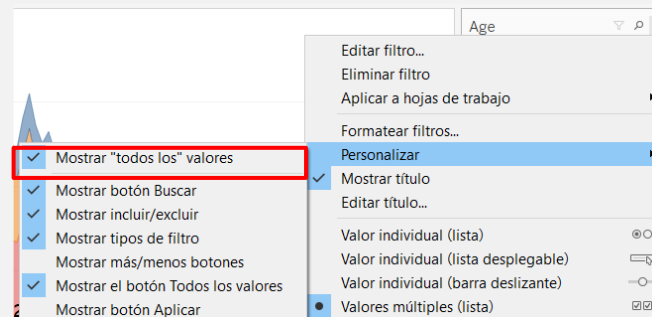 Age
Editar filtro...
Eliminar filtro
Aplicar a hojas de trabajo
Formatear filtros...
Personalizar
Mostrar título
Editar título...
Valor individual (lista)
Valor individual (lista desplegable)
Valor individual (barra deslizante)
Valores múltiples (lista)
Mostrar "todos los" valores
Mostrar botón Buscar
Mostrar incluir/excluir
Mostrar tipos de filtro
Mostrar más/menos botones
Mostrar el botón Todos los valores
Mostrar botón Aplicar